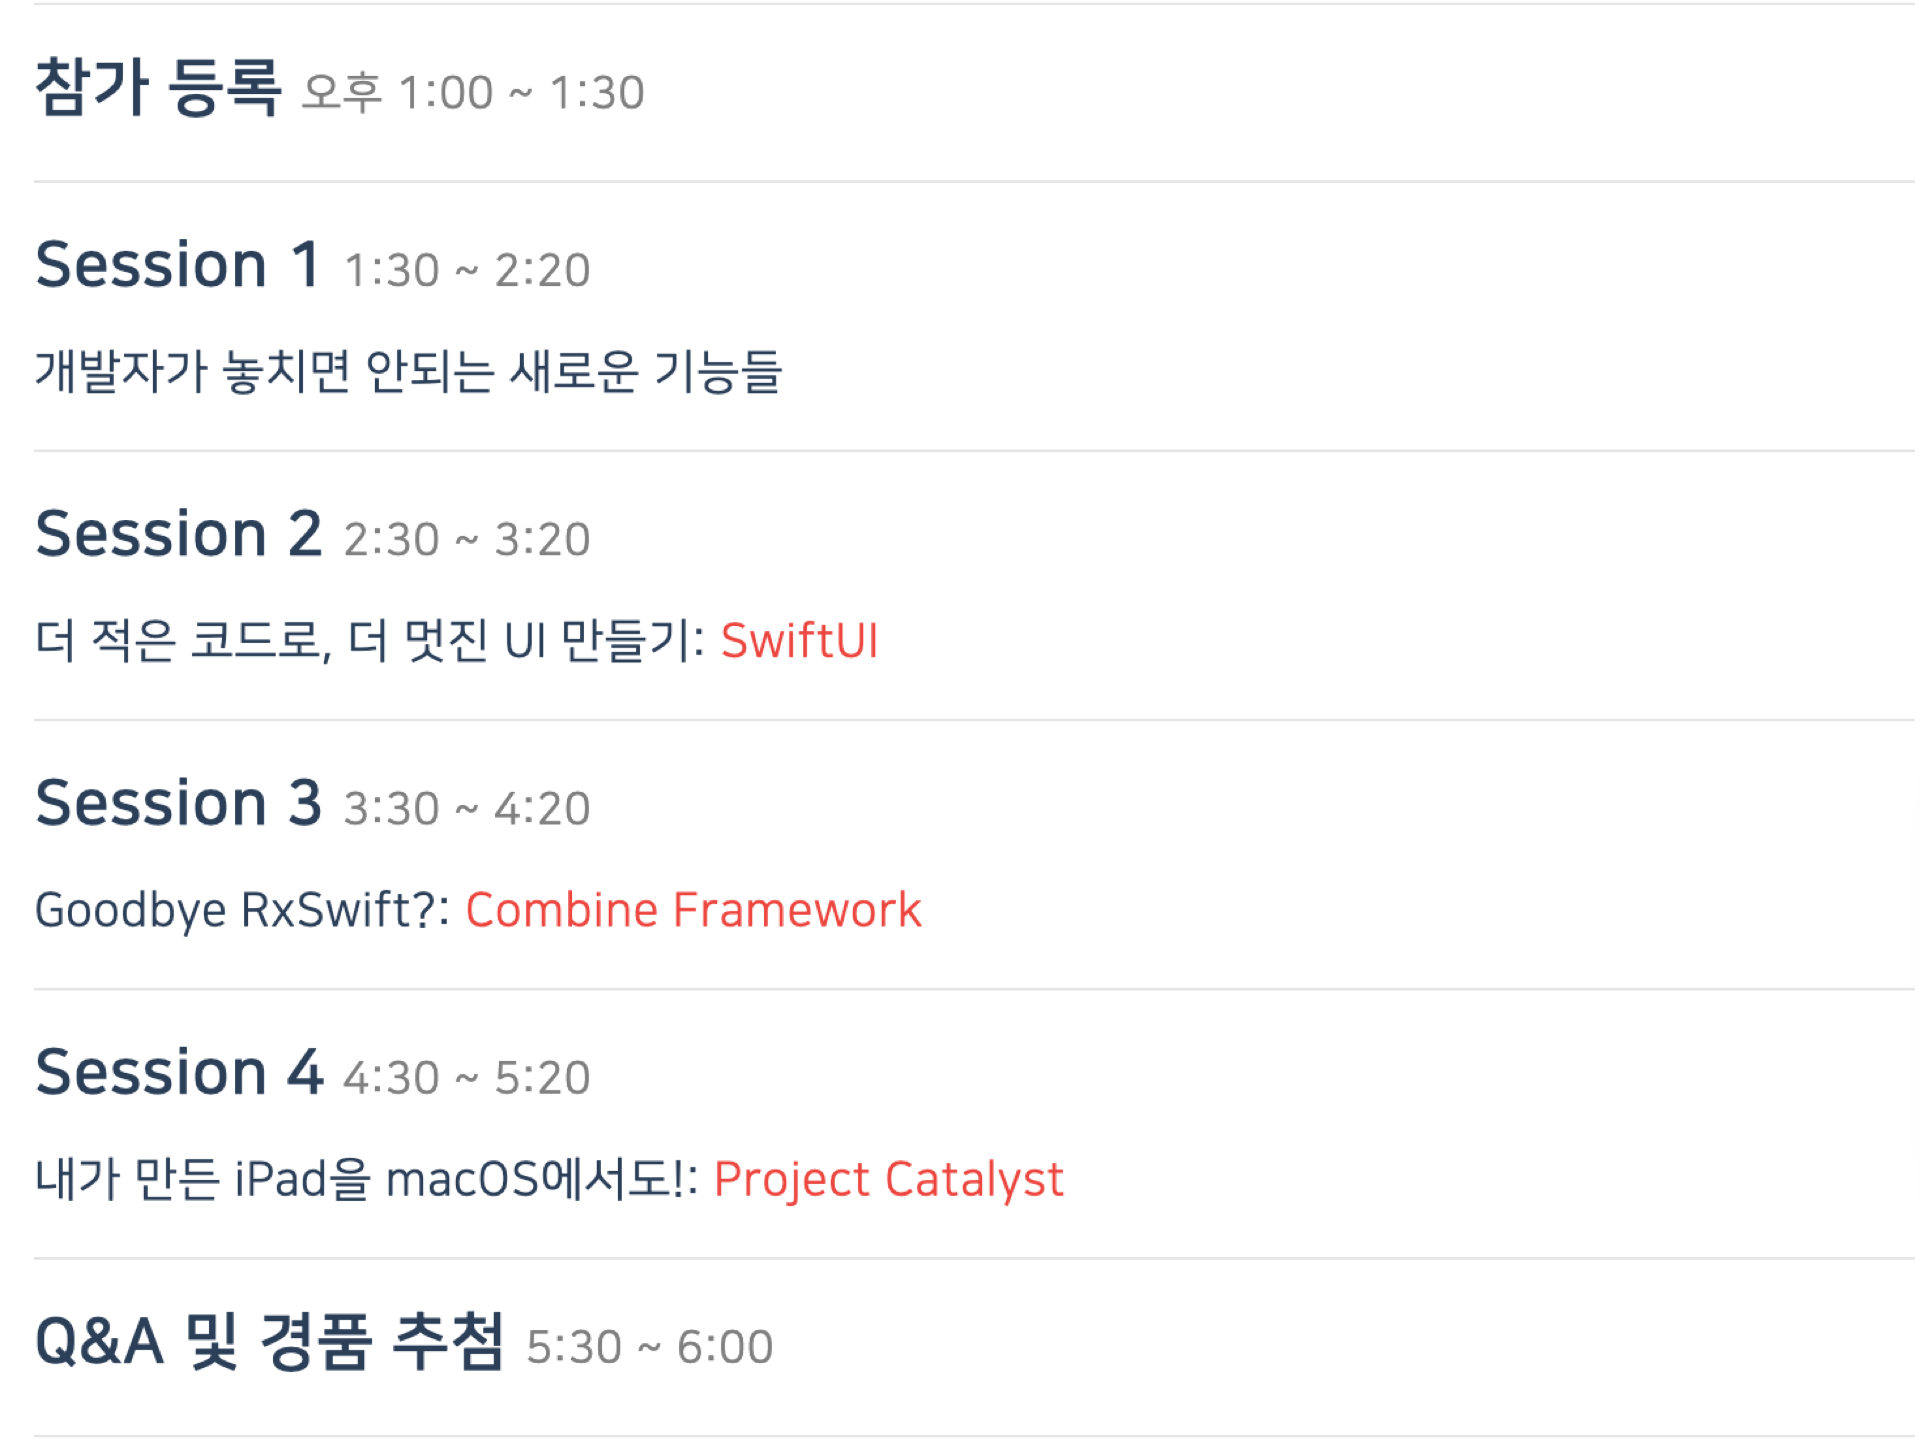 참가 등록 오후 1:00 ~ 1:30
Session 1 1:30 ~ 2:20
개발자가 놓치면 안되는 새로운 기능들
Session 2 2:30 ~ 3:20
더 적은 코드로, 더 멋진 UI 만들기: SwiftUI
Session 3 3:30 ~ 4:20
Goodbye RxSwift?: Combine Framework
Session 4 4:30 ~ 5:20
내가 만든 iPad을 macOS에서도!: Project Catalyst
Q&A 및 경품 추첨 5:30 ~ 6:00